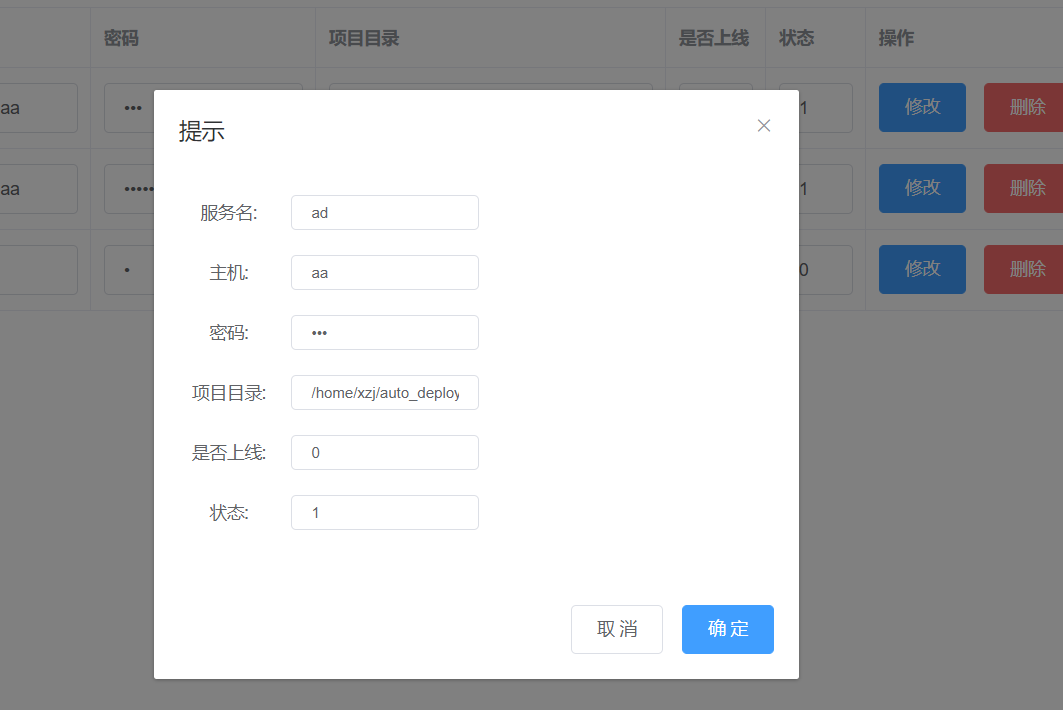 密码 项目目录 是否上线 状态 操作
aa ••• 1 修改 删除
aa ••••• 1 修改 删除
• 0 修改 删除
提示
服务名: ad
主机: aa
密码: •••
项目目录: /home/xzj/auto_deploy
是否上线: 0
状态: 1
取消 确定